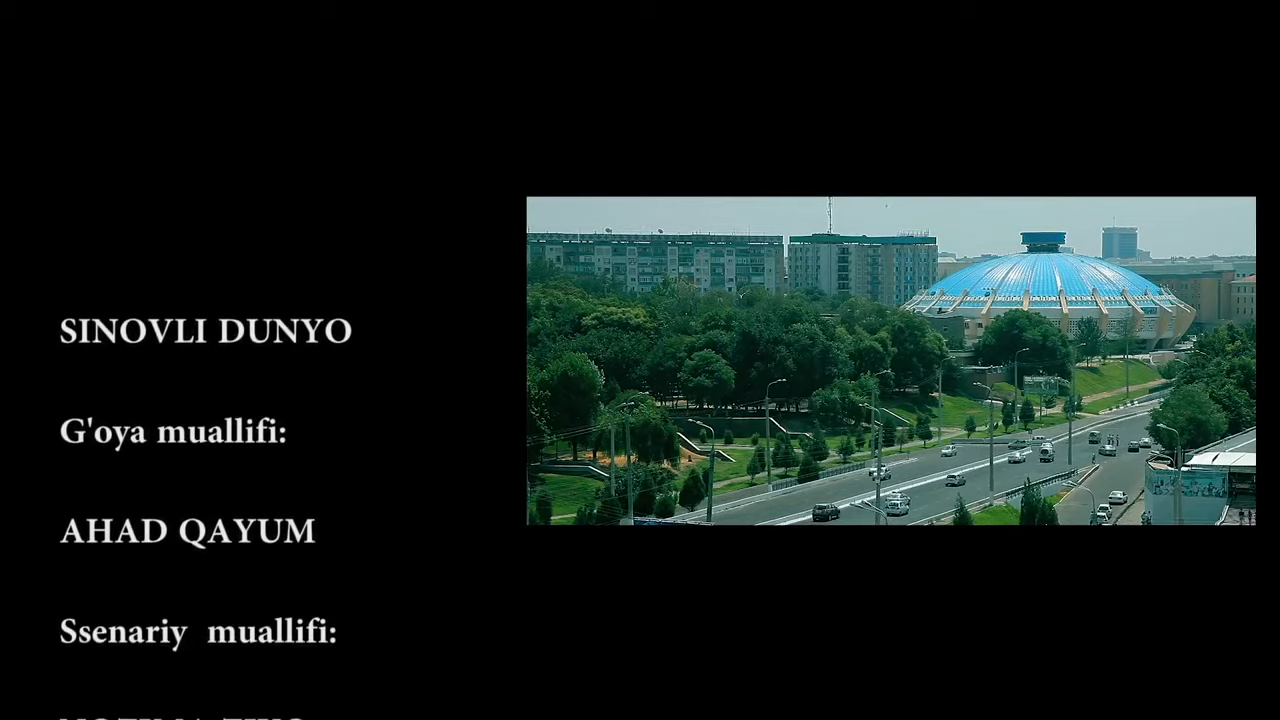 SINOVLI DUNYO
G'oya muallifi:
AHAD QAYUM
Ssenariy muallifi: